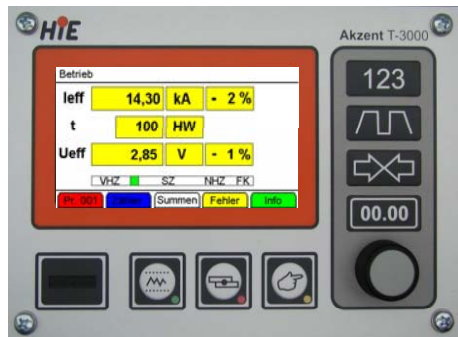 HiE
Akzent T-3000
Betrieb
Ieff 14,30 kA - 2 %
t 100 HW
Ueff 2,85 V - 1 %
VHZ SZ NHZ FK
Pr. 001 Summen Fehler Info
123
00.00